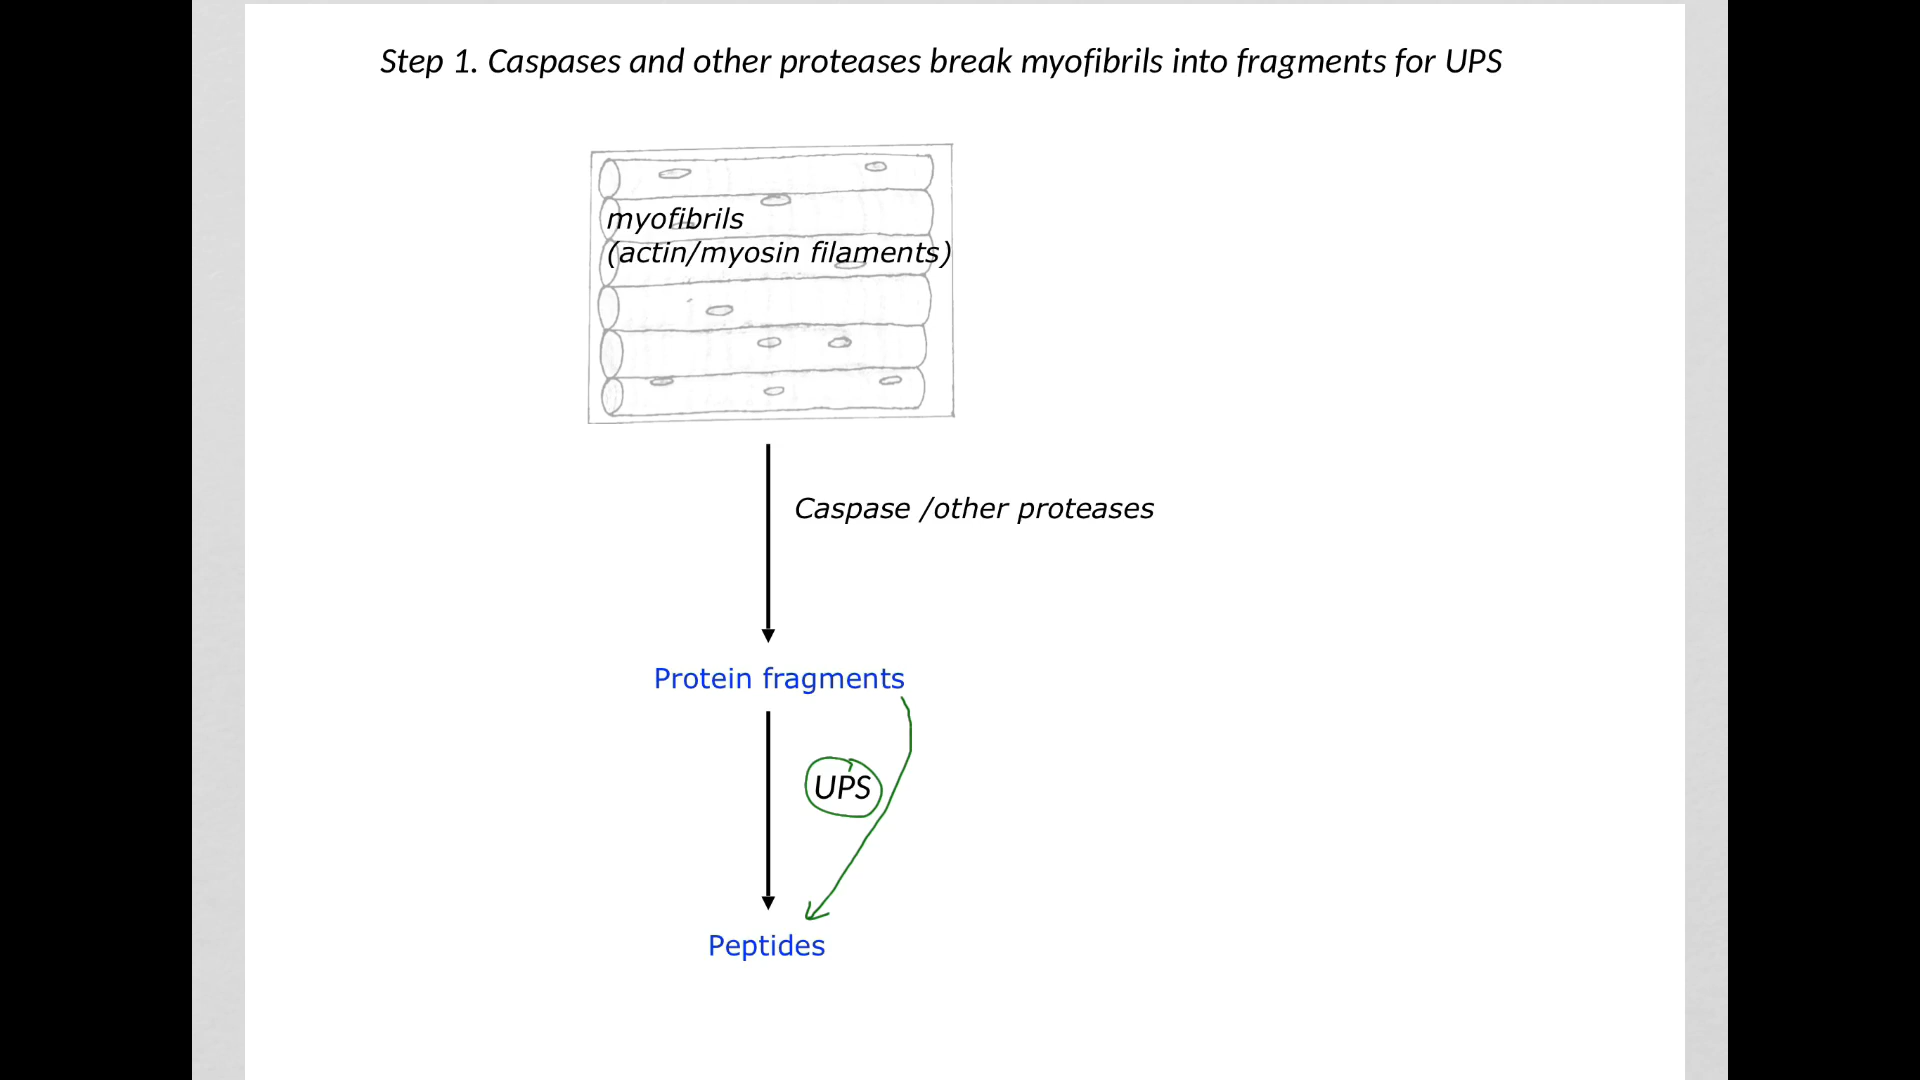 Step 1. Caspases and other proteases break myofibrils into fragments for UPS
myofibrils
(actin/myosin filaments)
Caspase /other proteases
Protein fragments
UPS
Peptides